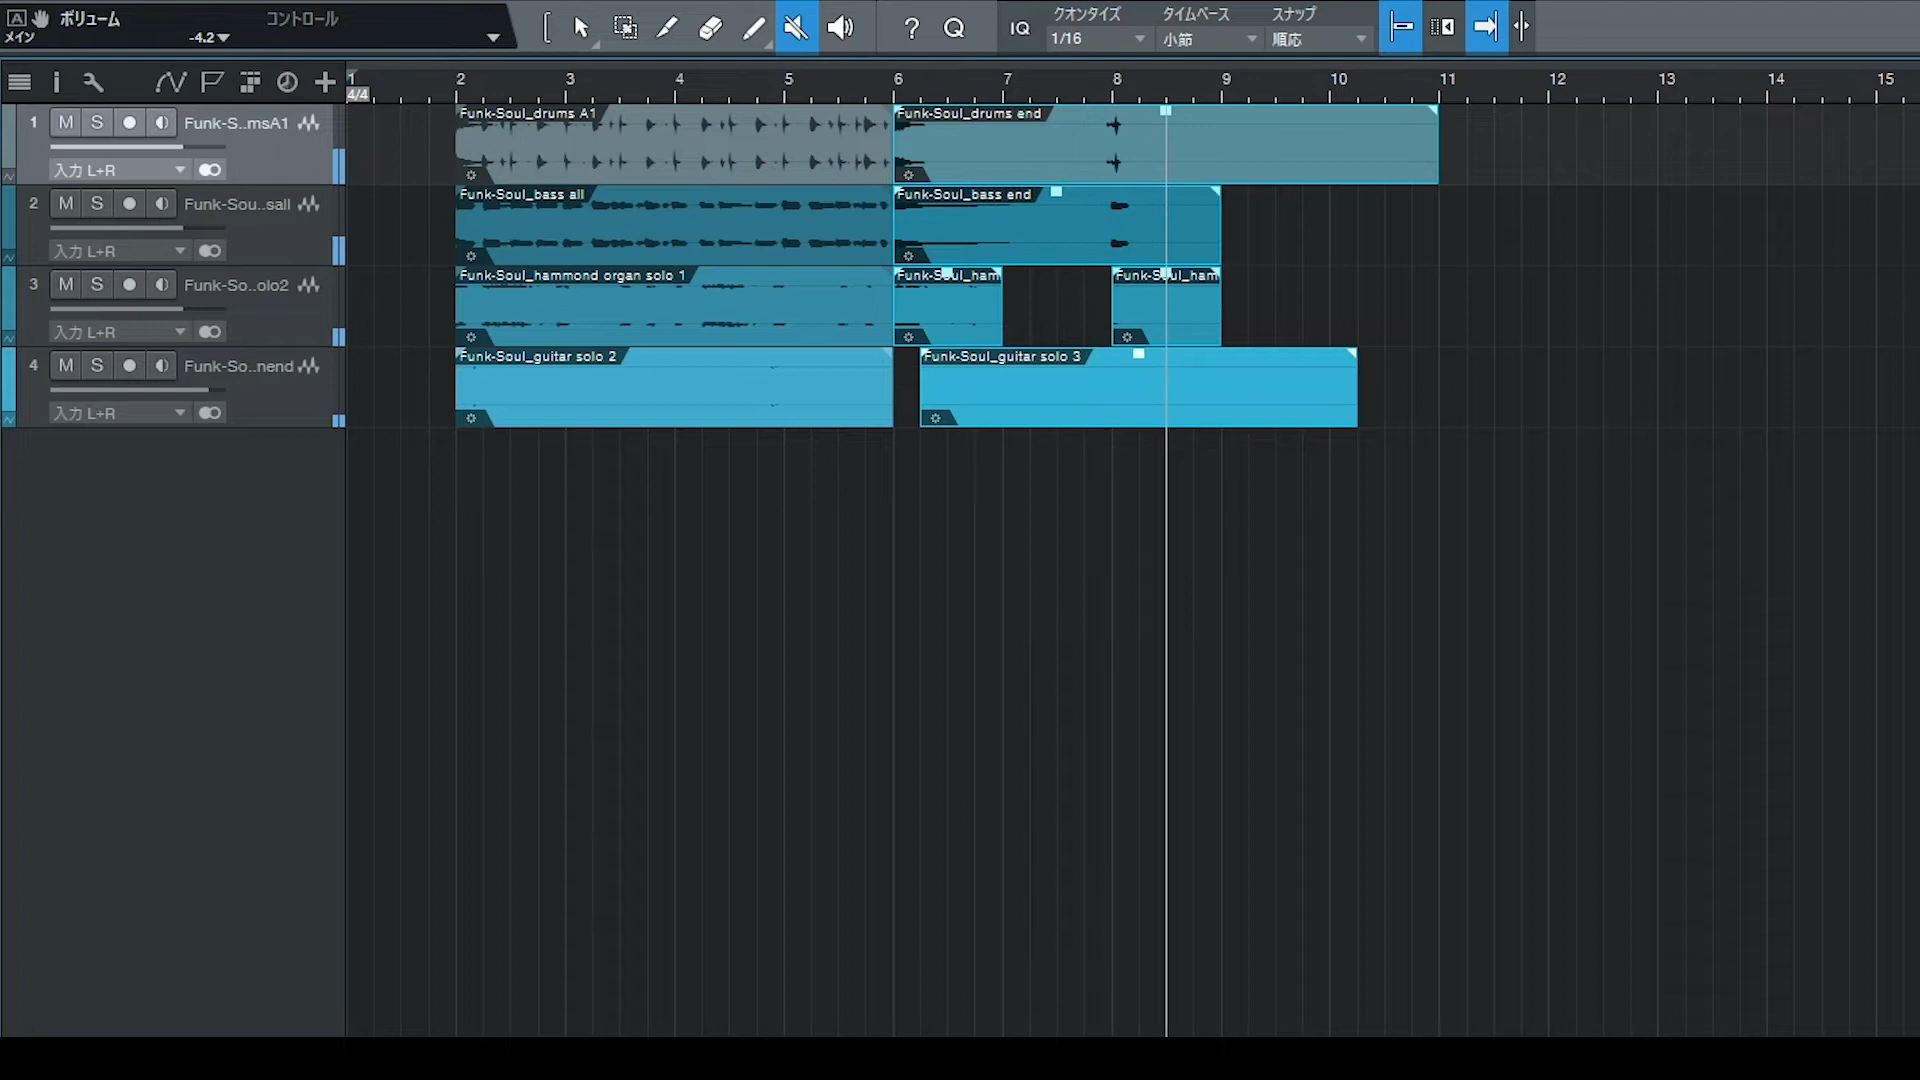 A ボリューム コントロール
メイン -4.2
? Q IQ クオンタイズ タイムベース スナップ
1/16 小節 順応
i 1 2 3 4 5 6 7 8 9 10 11 12 13 14 15
4/4
1 M S Funk-S..msA1
入力 L+R
2 M S Funk-Sou..sall
入力 L+R
3 M S Funk-So..olo2
入力 L+R
4 M S Funk-So..nend
入力 L+R
Funk-Soul_drums A1 Funk-Soul_drums end
Funk-Soul_bass all Funk-Soul_bass end
Funk-Soul_hammond organ solo 1 Funk-Soul_ham Funk-Soul_ham
Funk-Soul_guitar solo 2 Funk-Soul_guitar solo 3